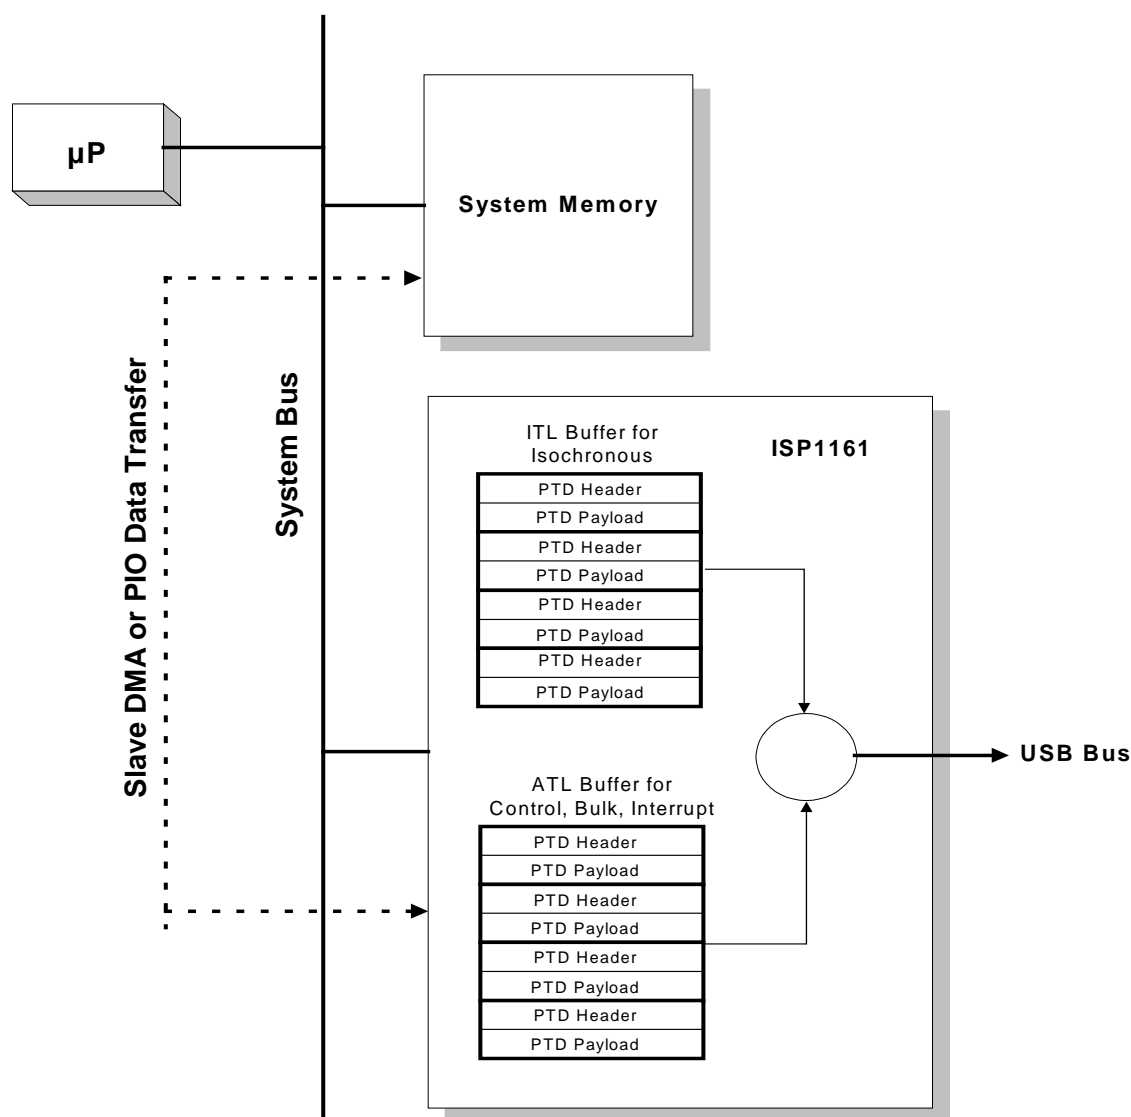 µP
System Memory
Slave DMA or PIO Data Transfer
System Bus
ITL Buffer for
Isochronous
ISP1161
PTD Header
PTD Payload
PTD Header
PTD Payload
PTD Header
PTD Payload
PTD Header
PTD Payload
USB Bus
ATL Buffer for
Control, Bulk, Interrupt
PTD Header
PTD Payload
PTD Header
PTD Payload
PTD Header
PTD Payload
PTD Header
PTD Payload